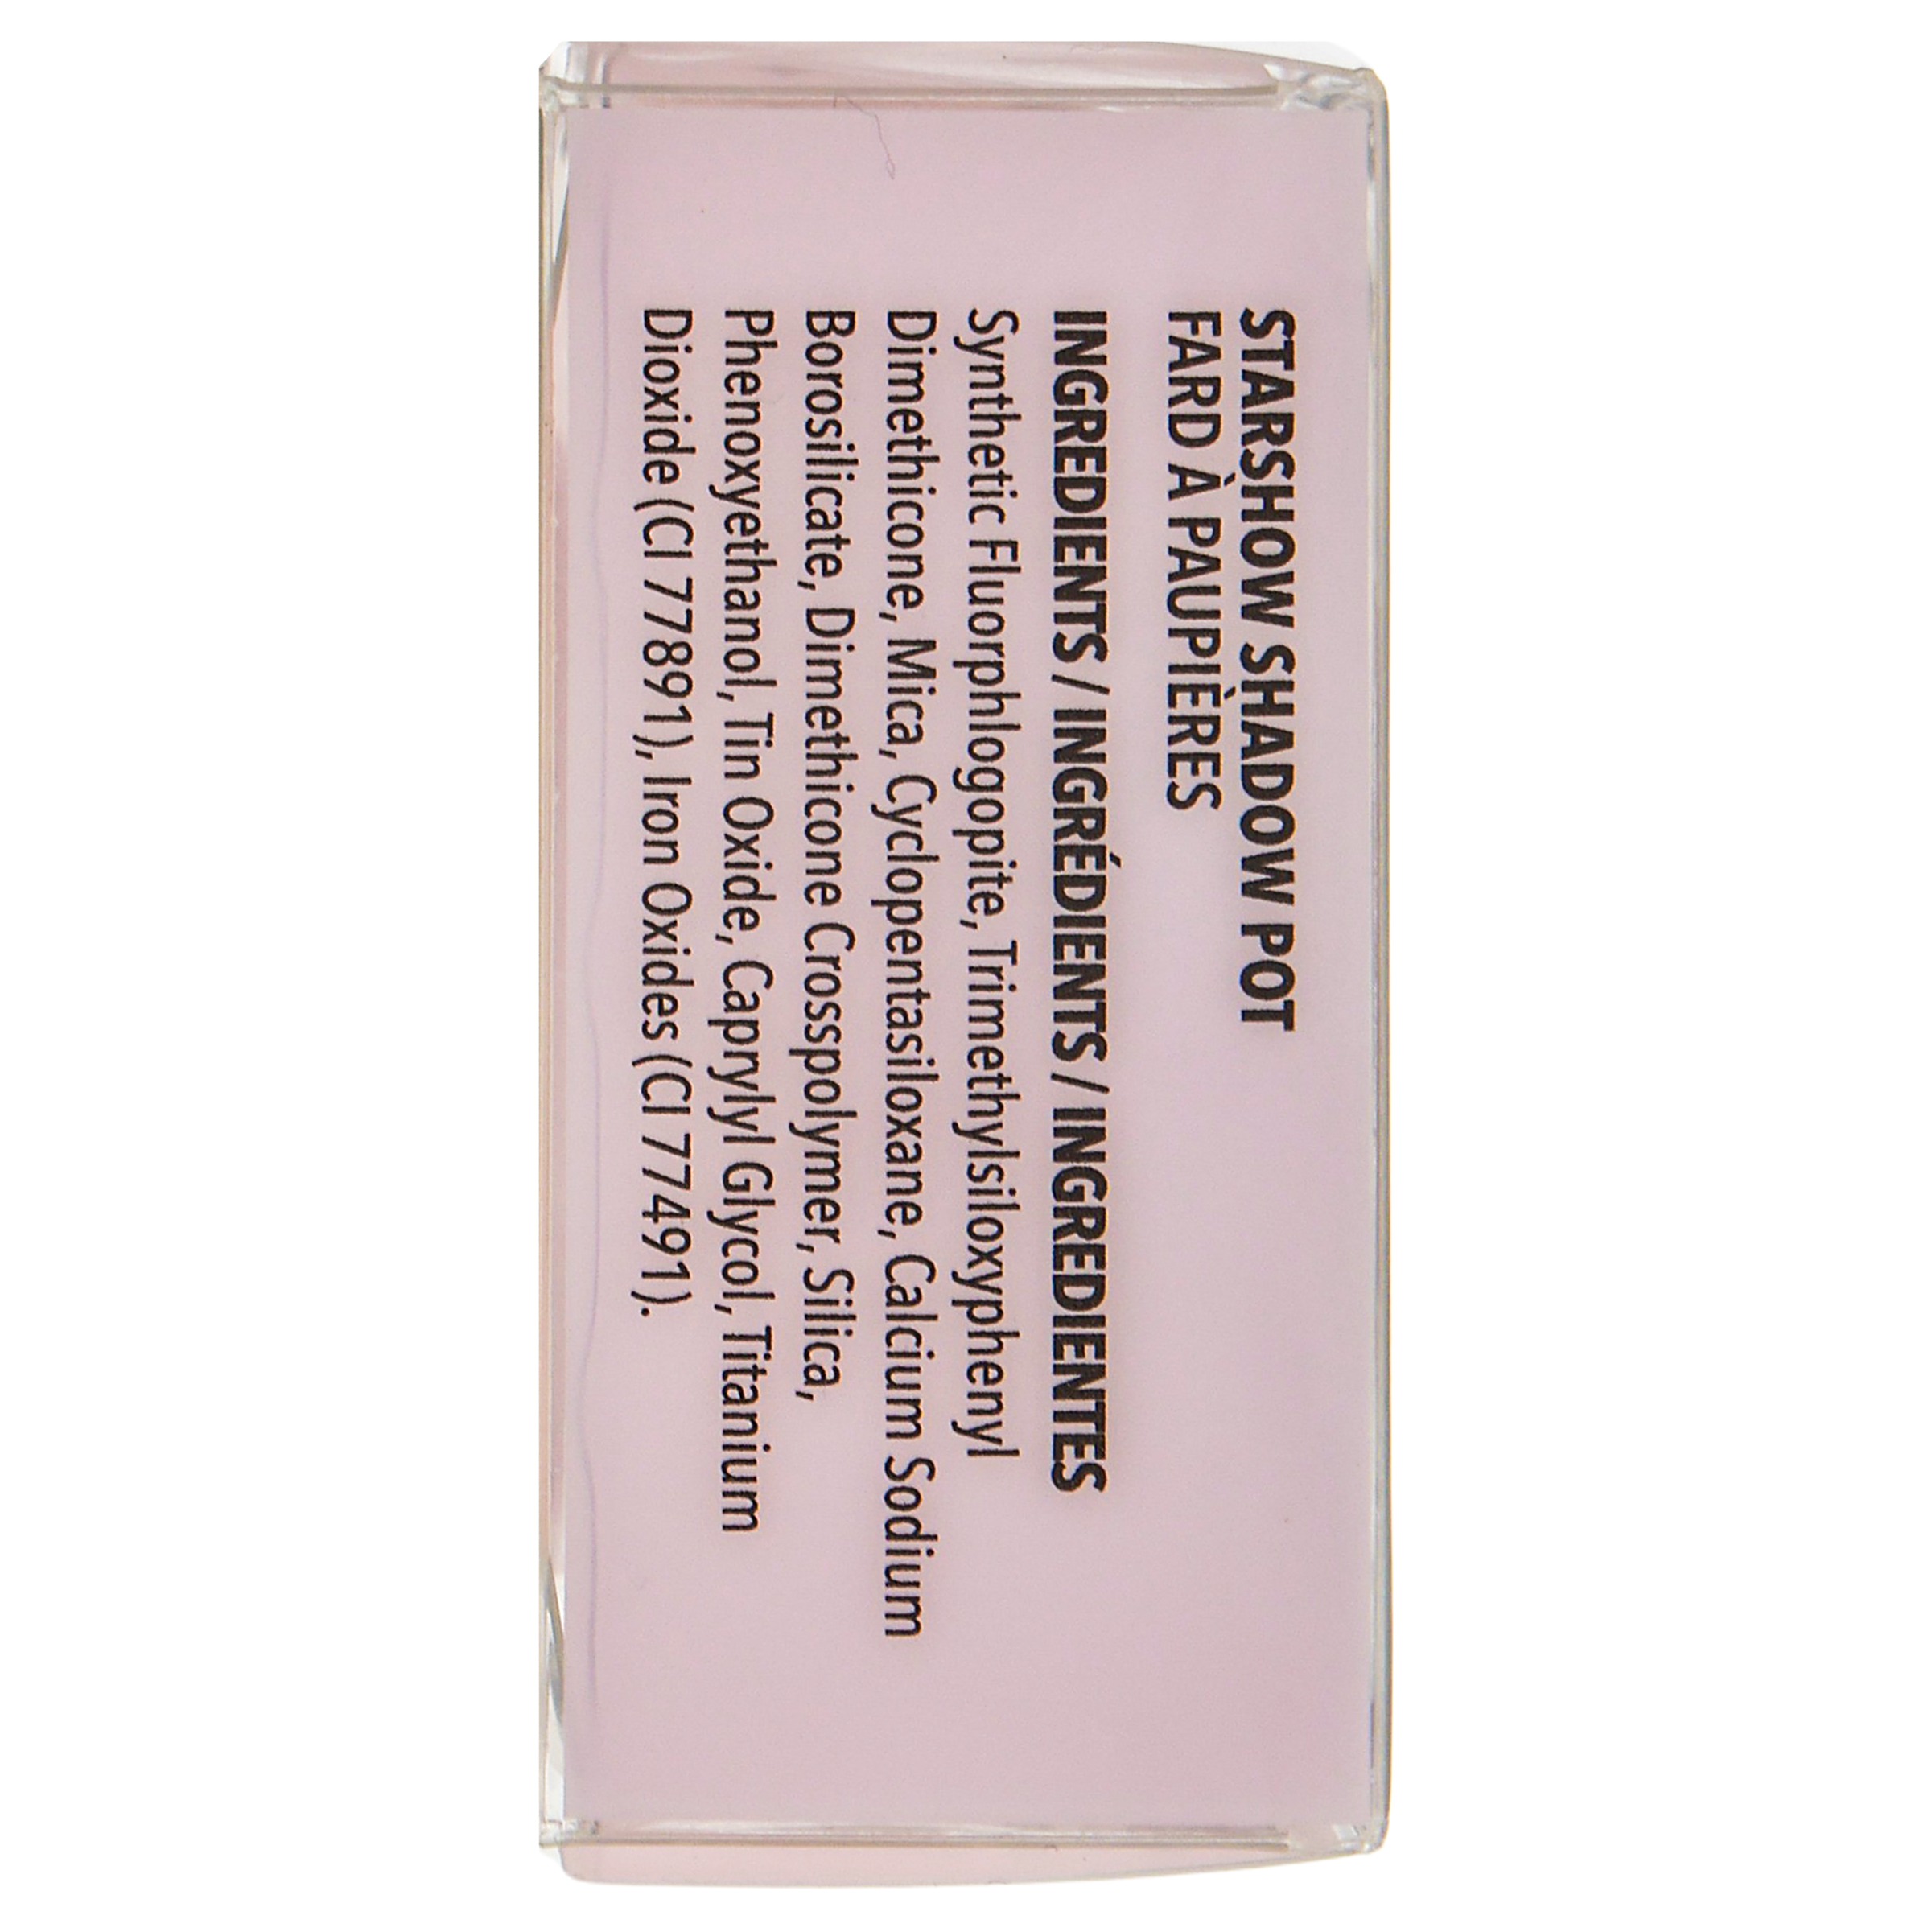 STARSHOW SHADOW POT
FARD À PAUPIÈRES
INGREDIENTS / INGRÉDIENTS / INGREDIENTES
Synthetic Fluorphlogopite, Trimethylsiloxyphenyl
Dimethicone, Mica, Cyclopentasiloxane, Calcium Sodium
Borosilicate, Dimethicone Crosspolymer, Silica,
Phenoxyethanol, Tin Oxide, Caprylyl Glycol, Titanium
Dioxide (CI 77891), Iron Oxides (CI 77491).